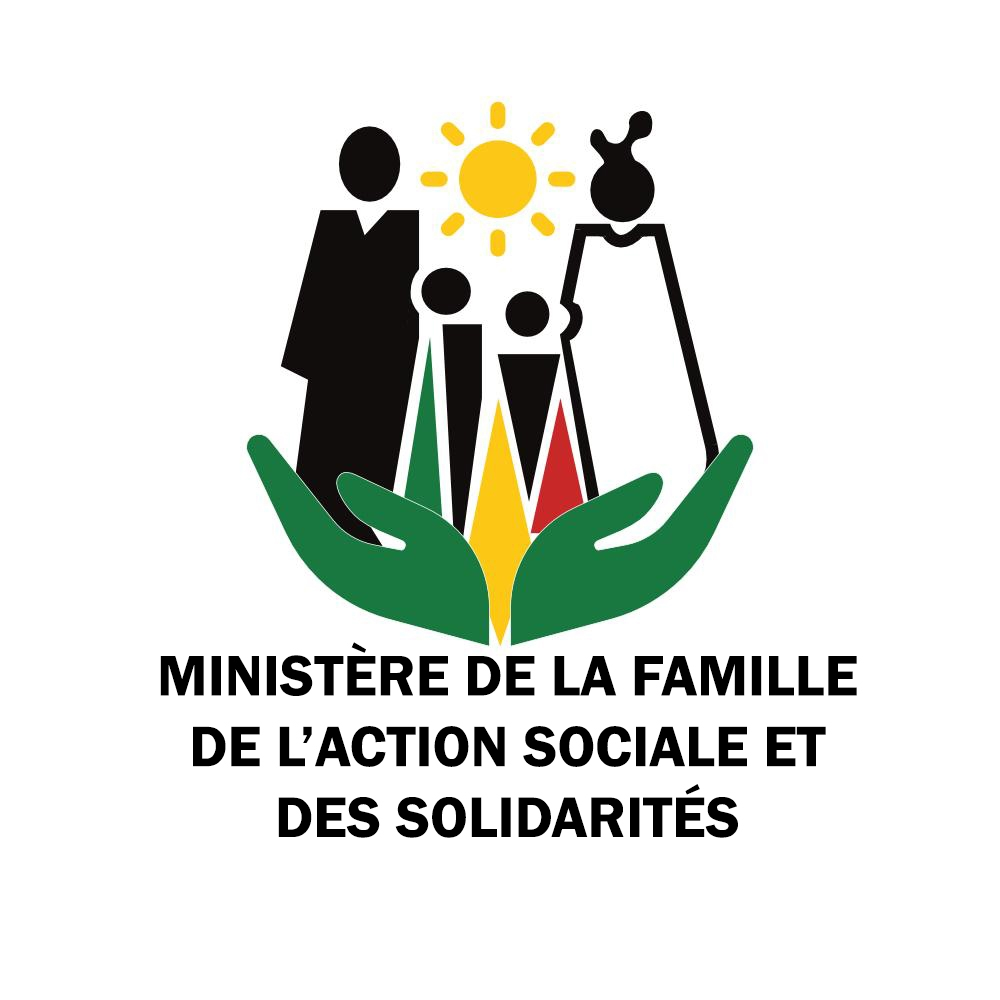 MINISTÈRE DE LA FAMILLE
DE L’ACTION SOCIALE ET
DES SOLIDARITÉS